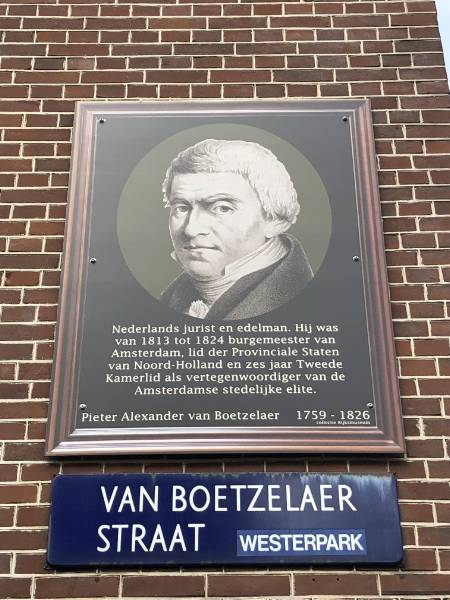 Nederlands jurist en edelman. Hij was
van 1813 tot 1824 burgemeester van
Amsterdam, lid der Provinciale Staten
van Noord-Holland en zes jaar Tweede
Kamerlid als vertegenwoordiger van de
Amsterdamse stedelijke elite.
Pieter Alexander van Boetzelaer 1759 - 1826
collectie Rijksmuseum
VAN BOETZELAER
STRAAT WESTERPARK